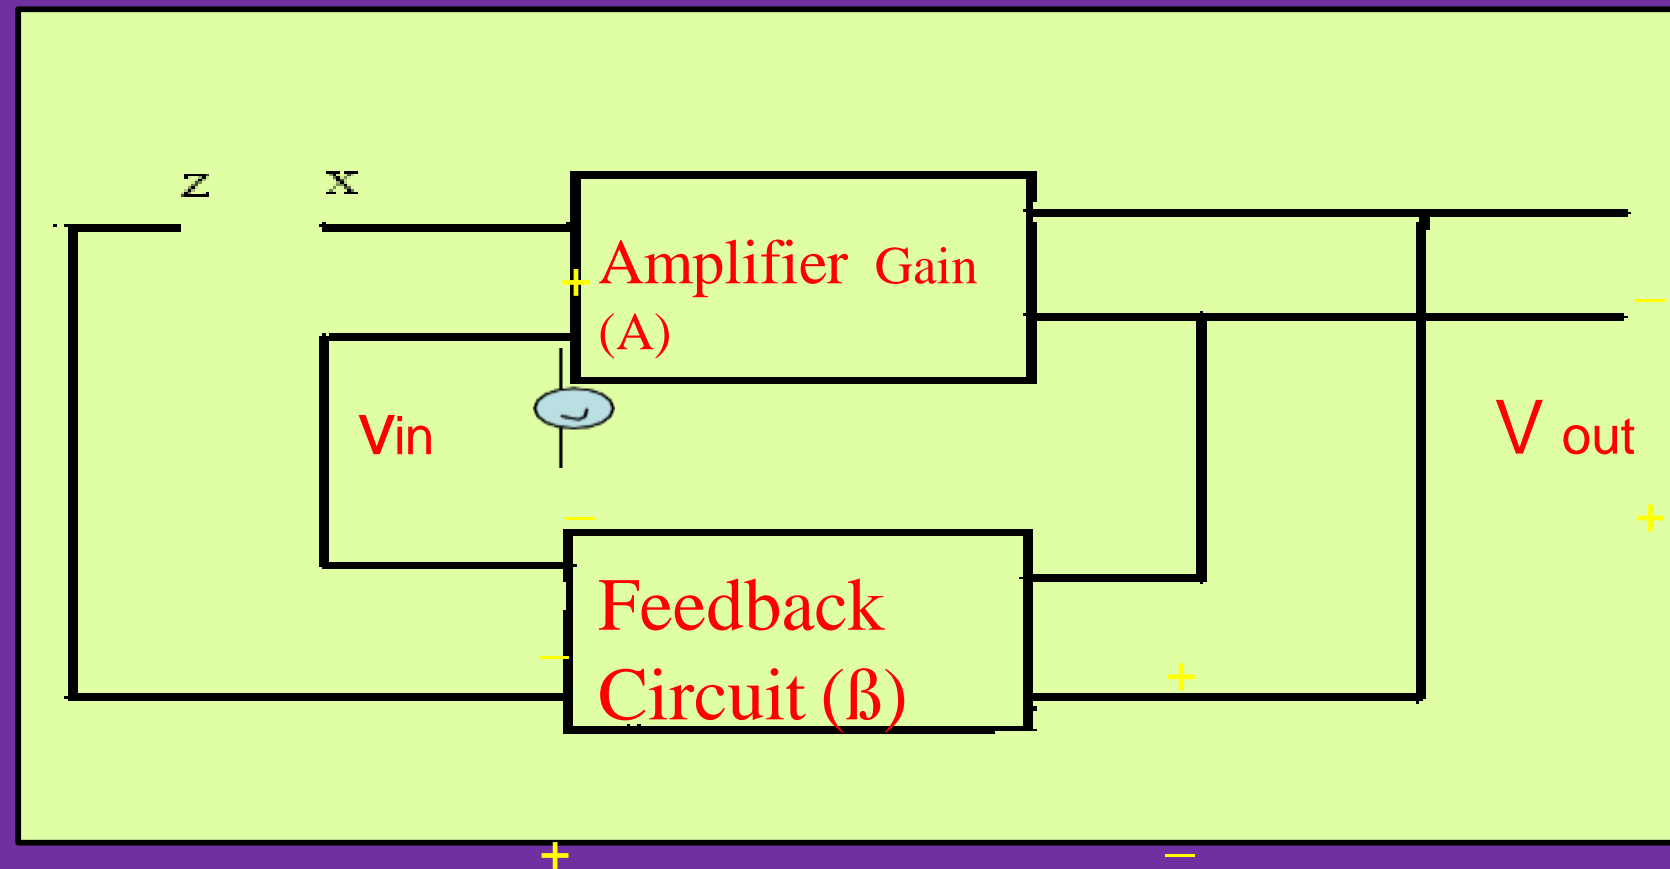 z x
Amplifier Gain
(A)
+
−
Vin
V out
−
+
−
Feedback
Circuit (ß)
−
+
+
−